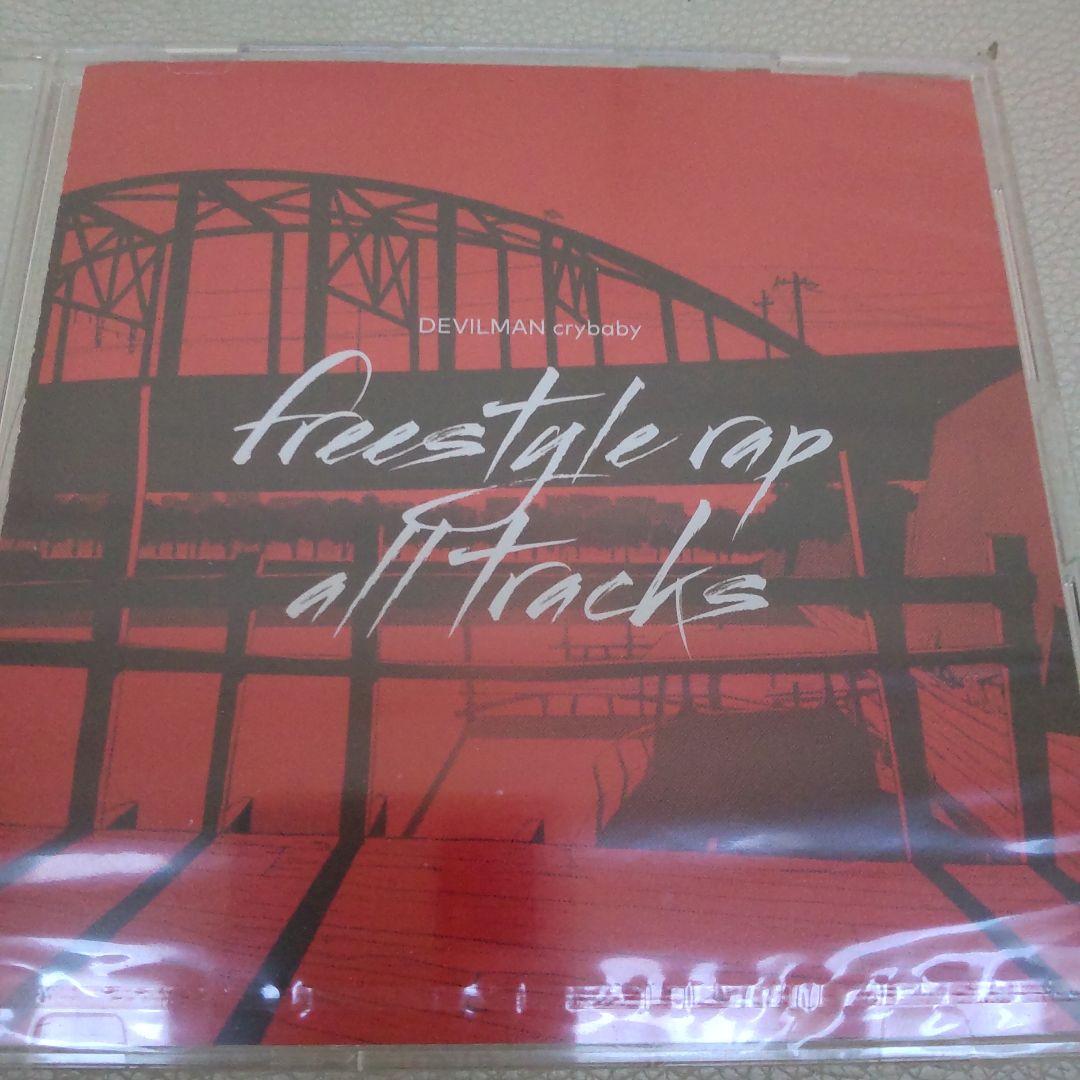 DEVILMAN crybaby
freestyle rap
all tracks